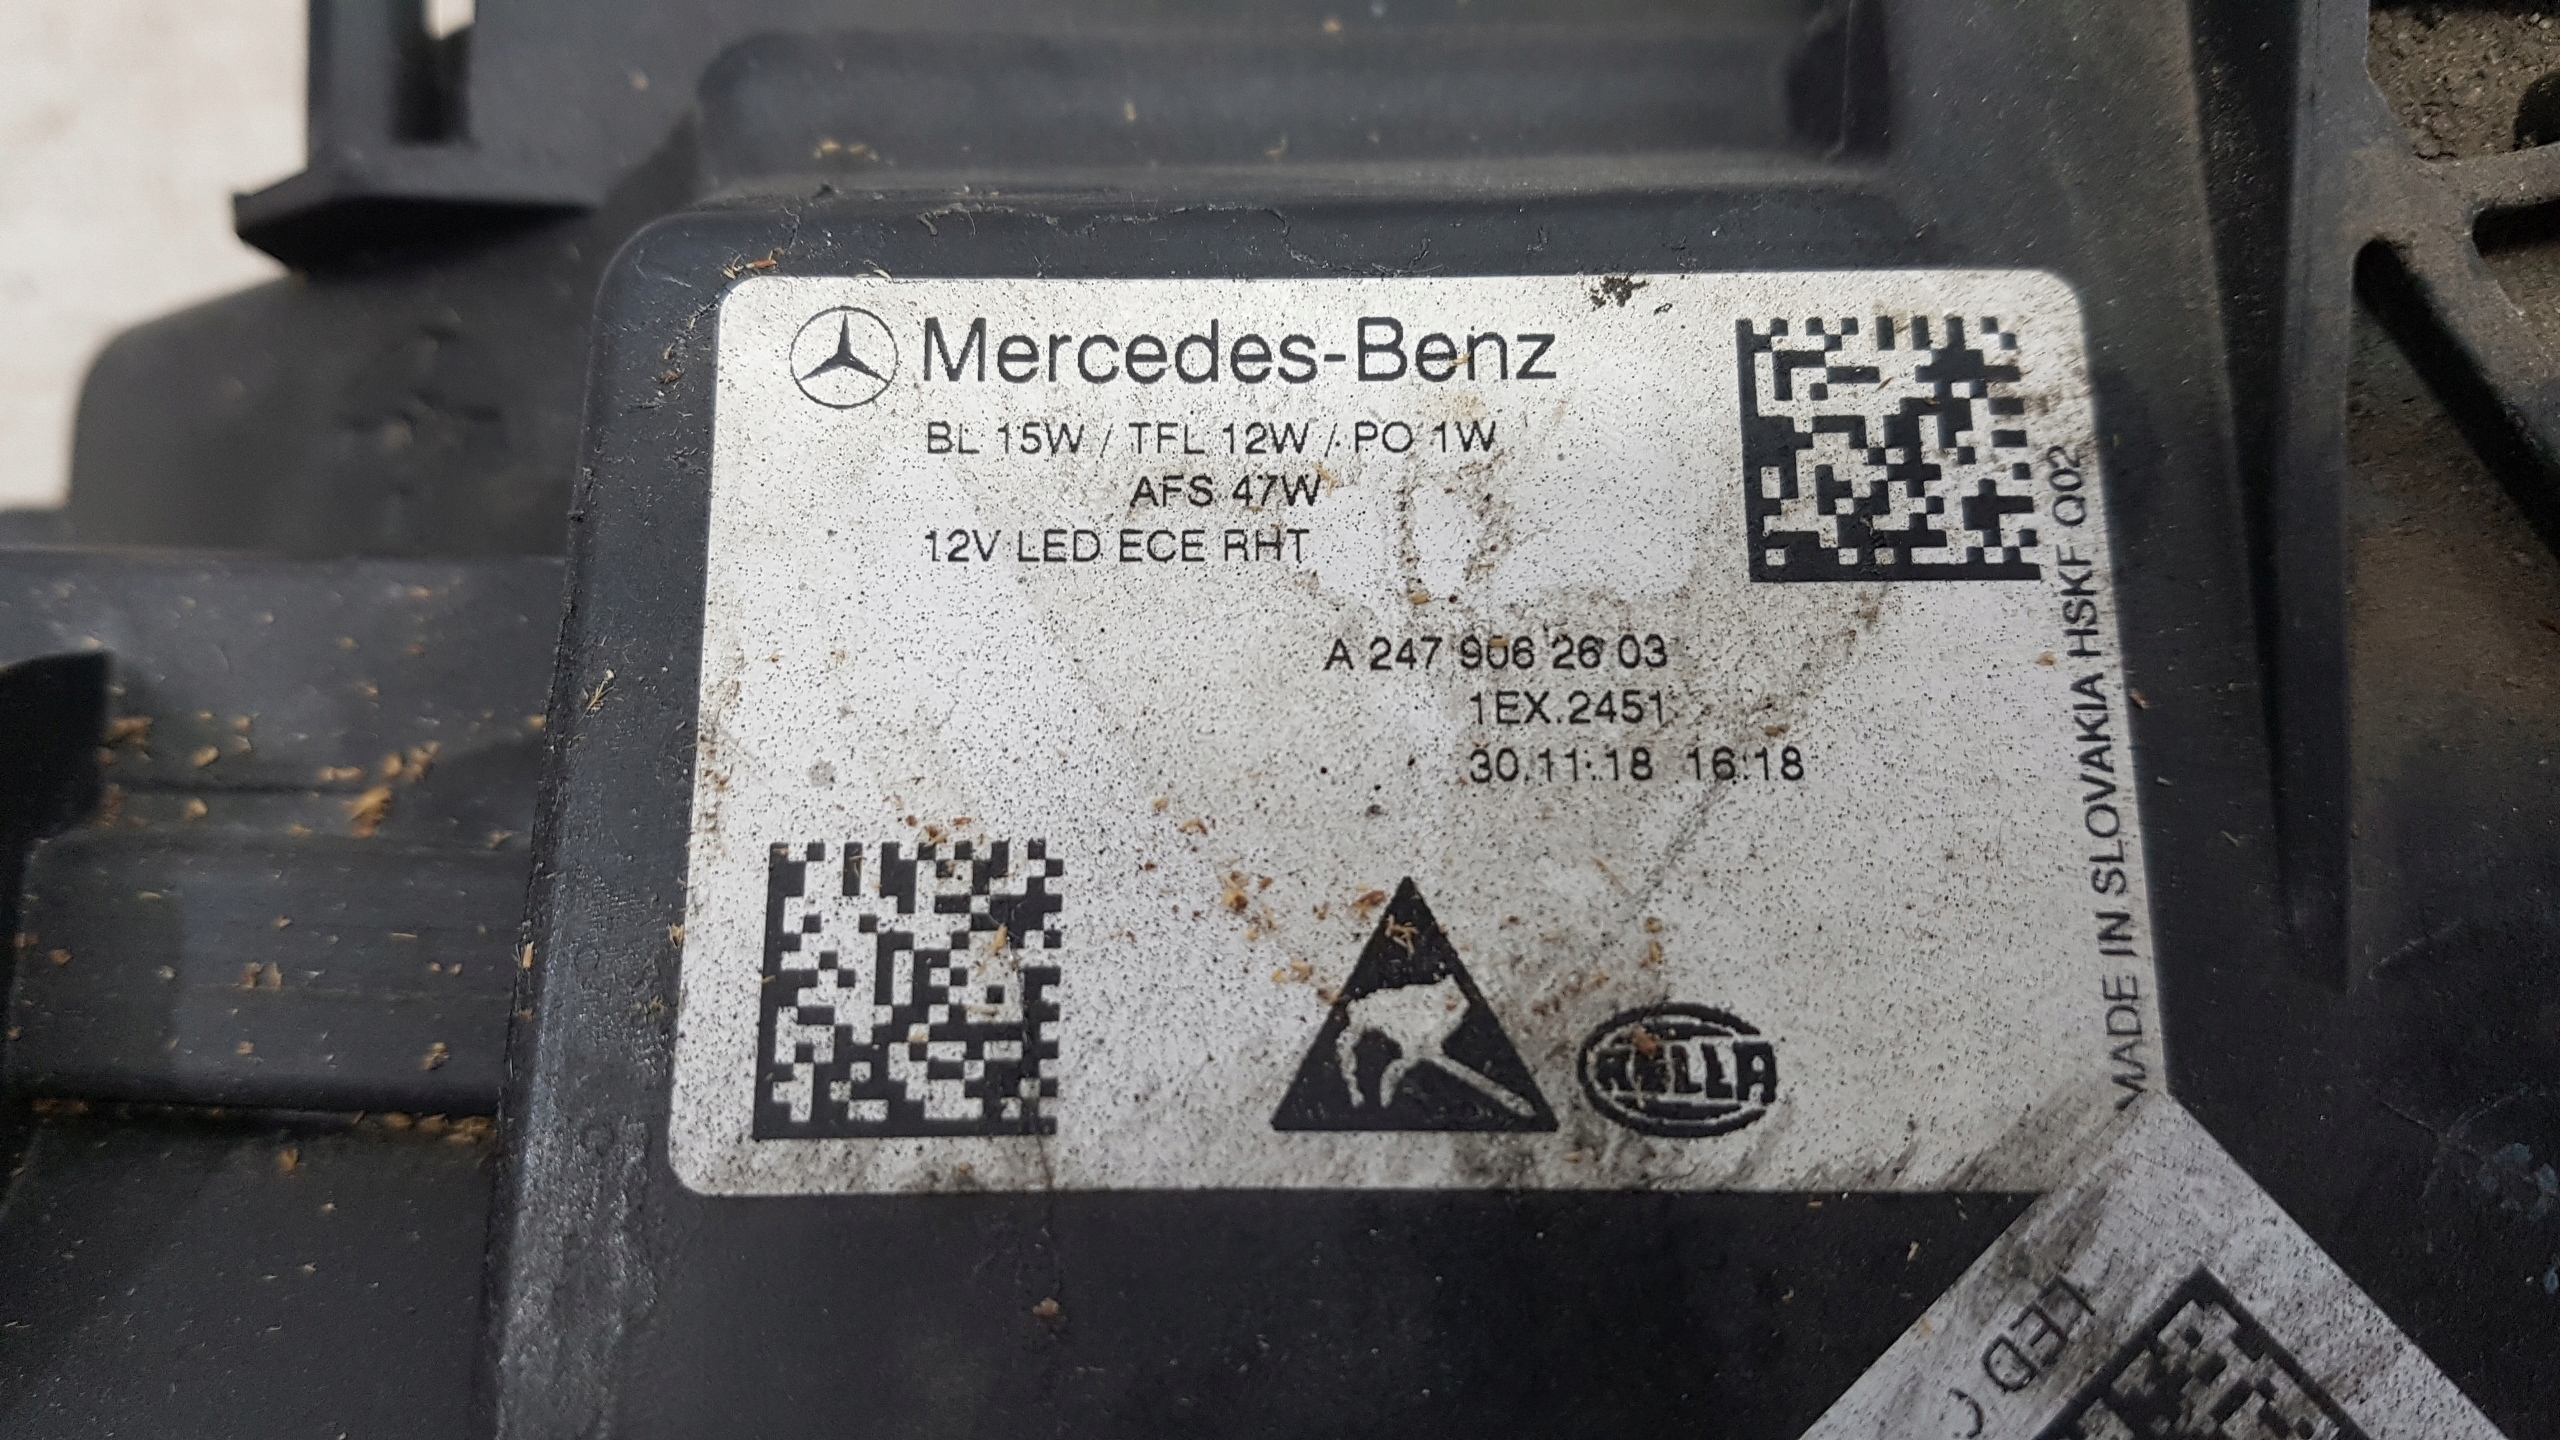 Mercedes-Benz
BL 15W / TFL 12W / PO 1W
AFS 47W
12V LED ECE RHT
A 247 906 26 03
1EX.2451
30.11.18 16:18
MADE IN SLOVAKIA HSKF Q02
HELLA
LED